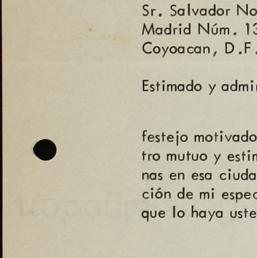 Sr. Salvador No
Madrid Núm. 13
Coyoacan, D.F.
Estimado y admi
festejo motivado
tro mutuo y estim
nas en esa ciuda
ción de mi espec
que lo haya uste